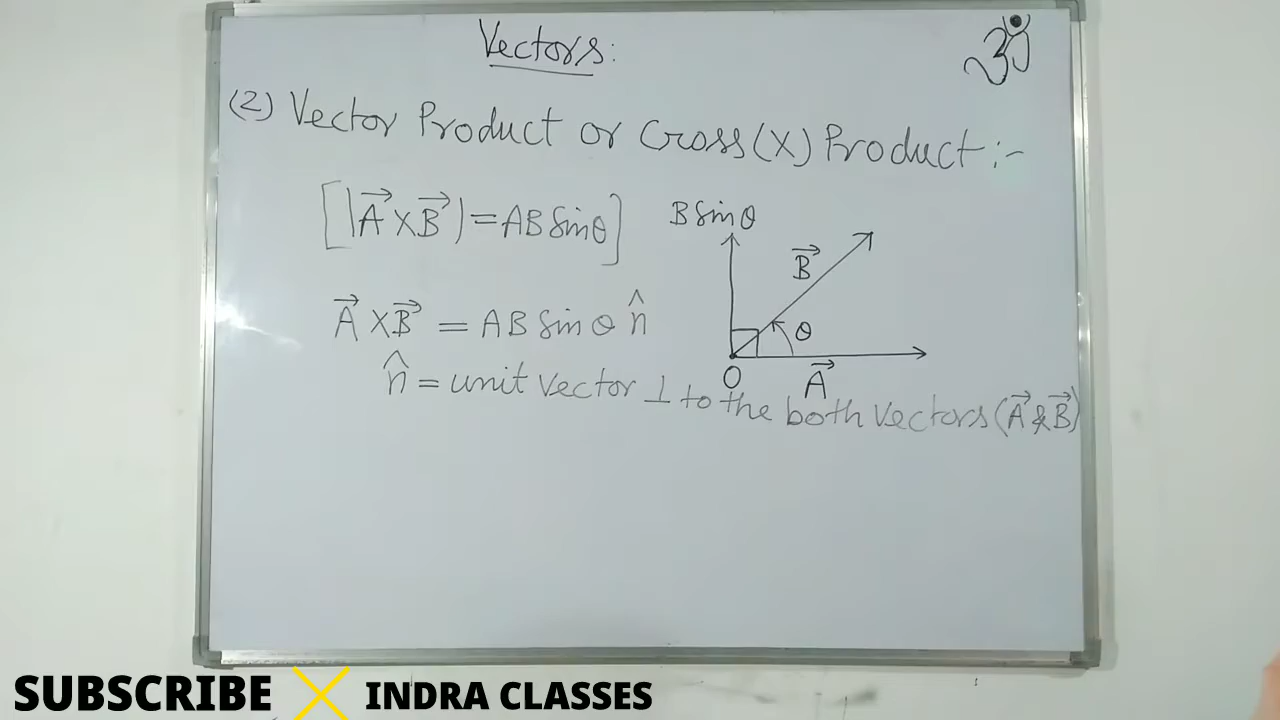 Vectors:
ॐ
(2) Vector Product or Cross(X) Product:-
[|A⃗ X B⃗| = AB Sinθ]
B Sinθ
B⃗
A⃗ X B⃗ = AB Sinθ n̂
θ
O
A⃗
n̂ = unit vector ⊥ to the both vectors (A⃗ & B⃗)
SUBSCRIBE INDRA CLASSES